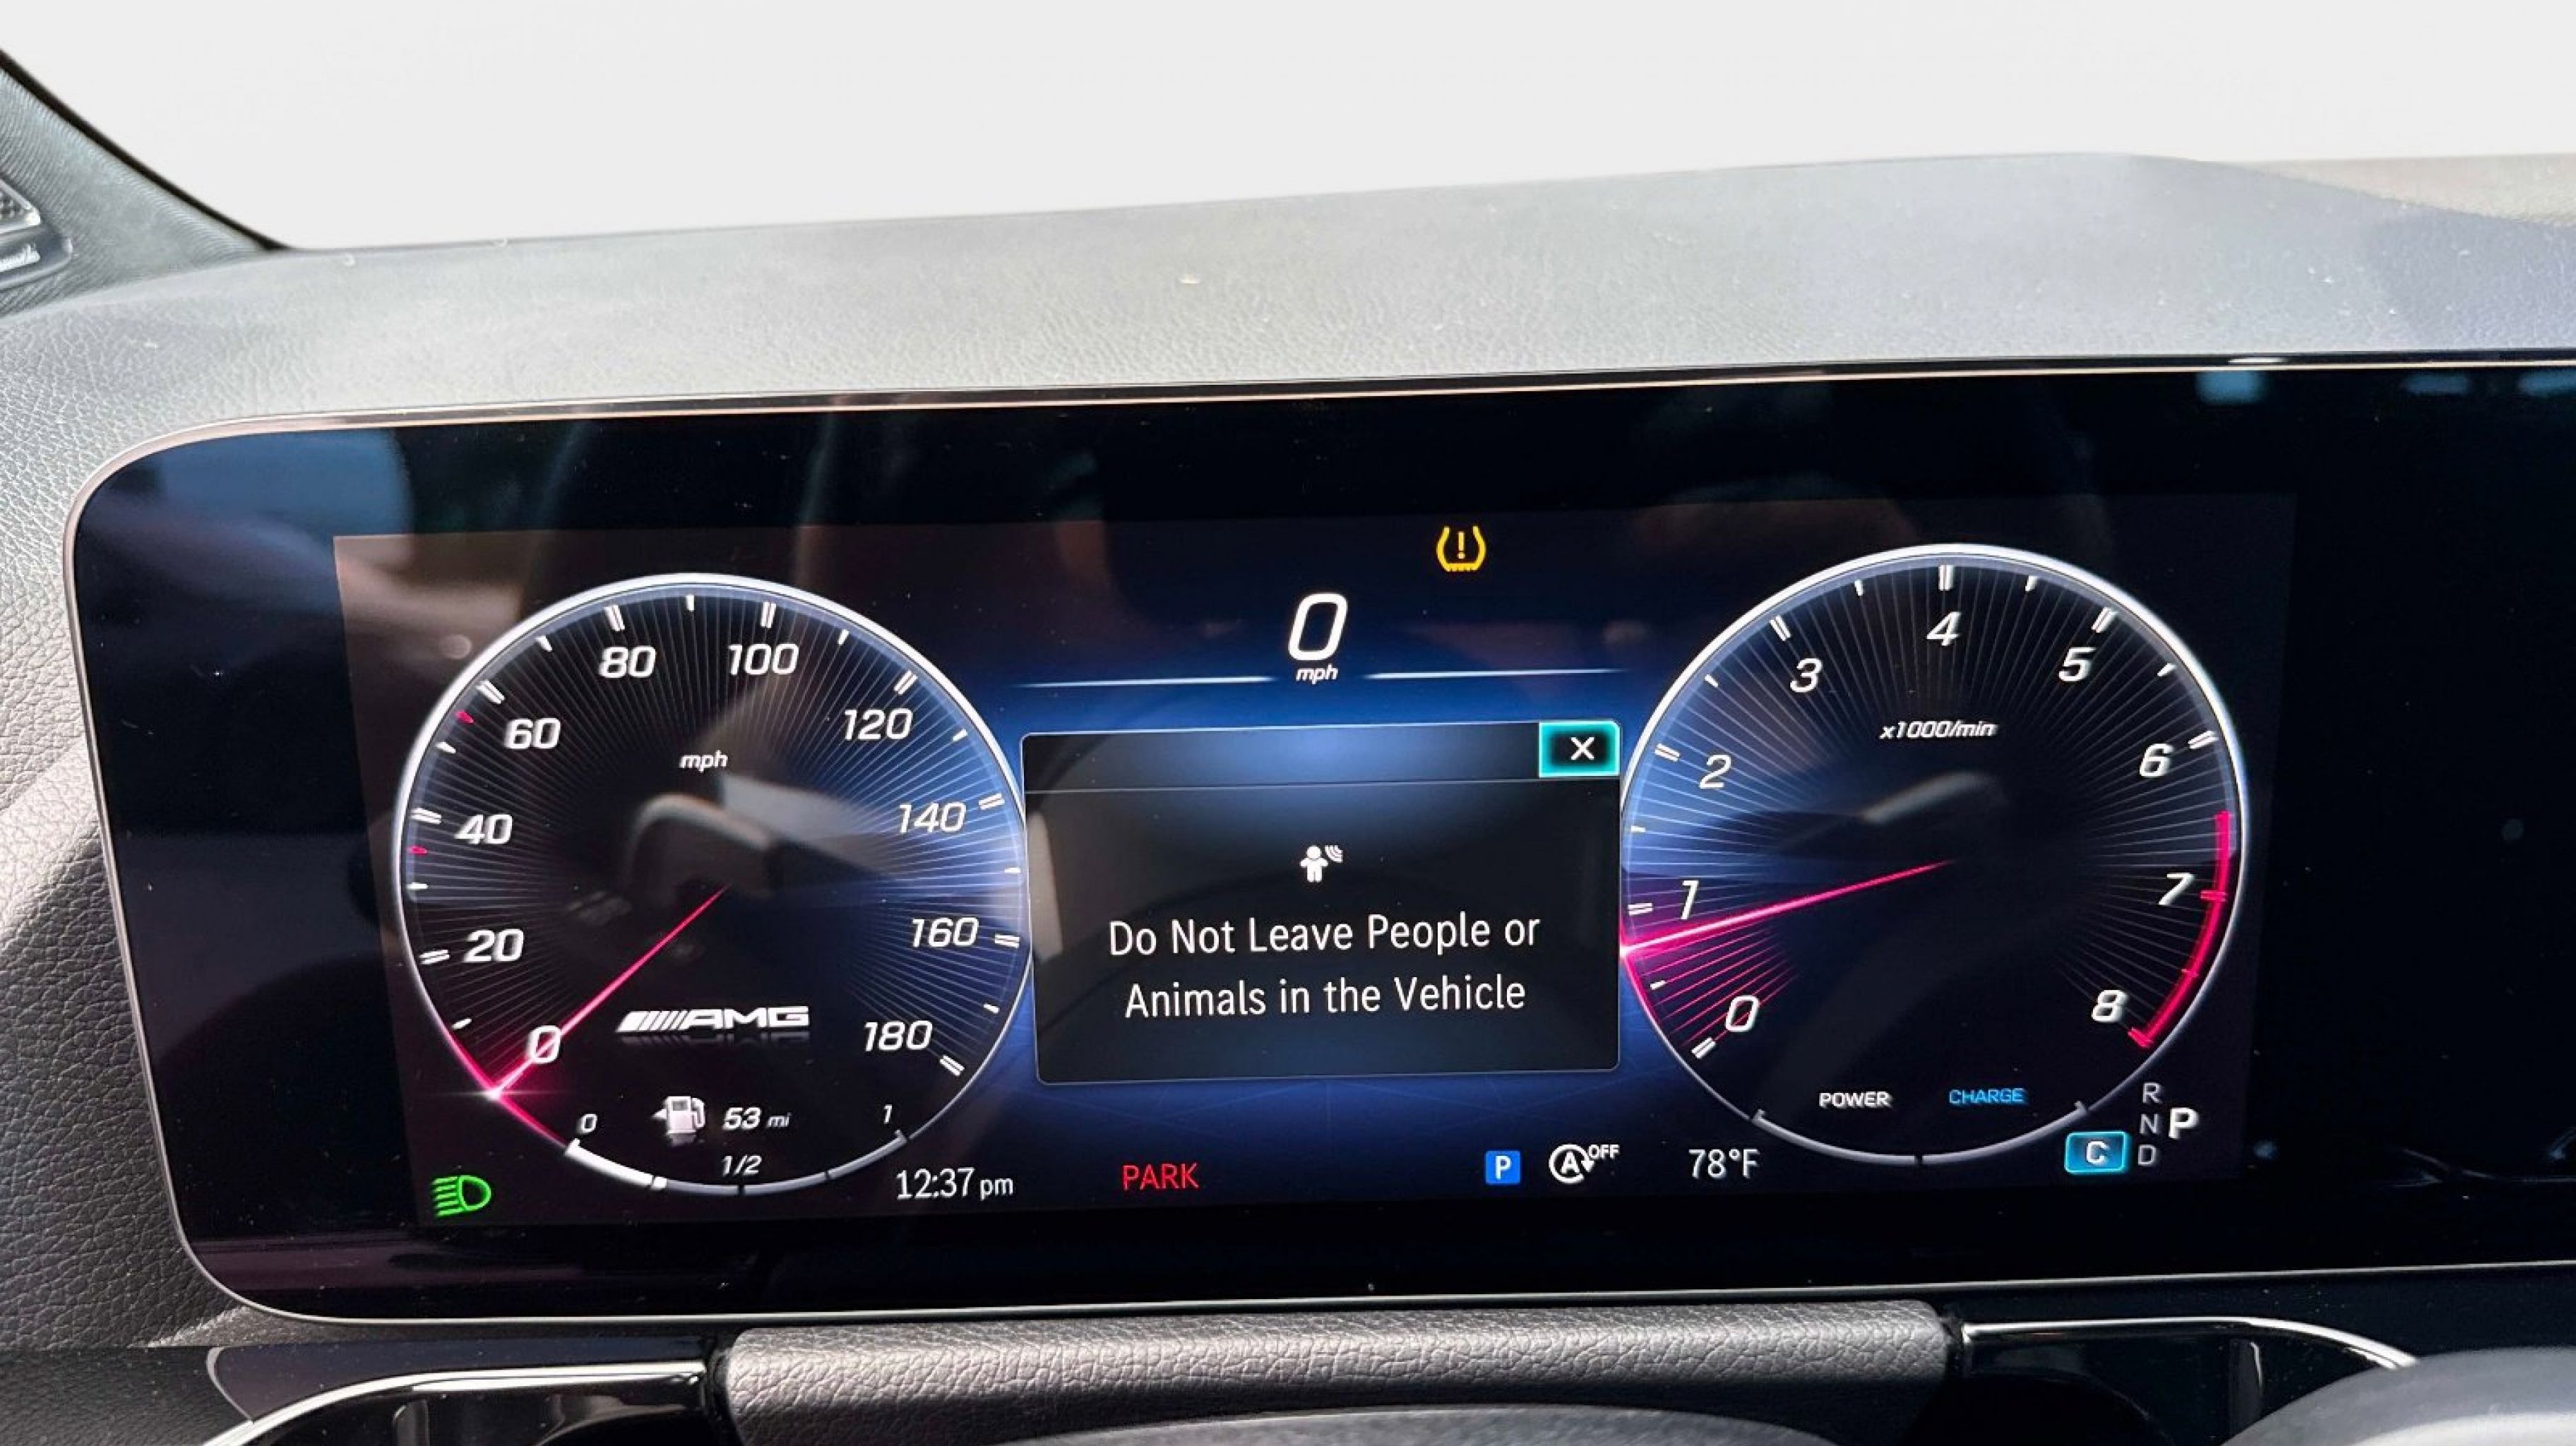 0
mph
80 100
60 120
mph
40 140
20 160
AMG
0 180
0 53 mi 1
1/2
X
Do Not Leave People or
Animals in the Vehicle
4
3 5
x1000/min
2 6
1 7
0 8
POWER CHARGE
R
N P
C D
12:37 pm PARK P A OFF 78°F